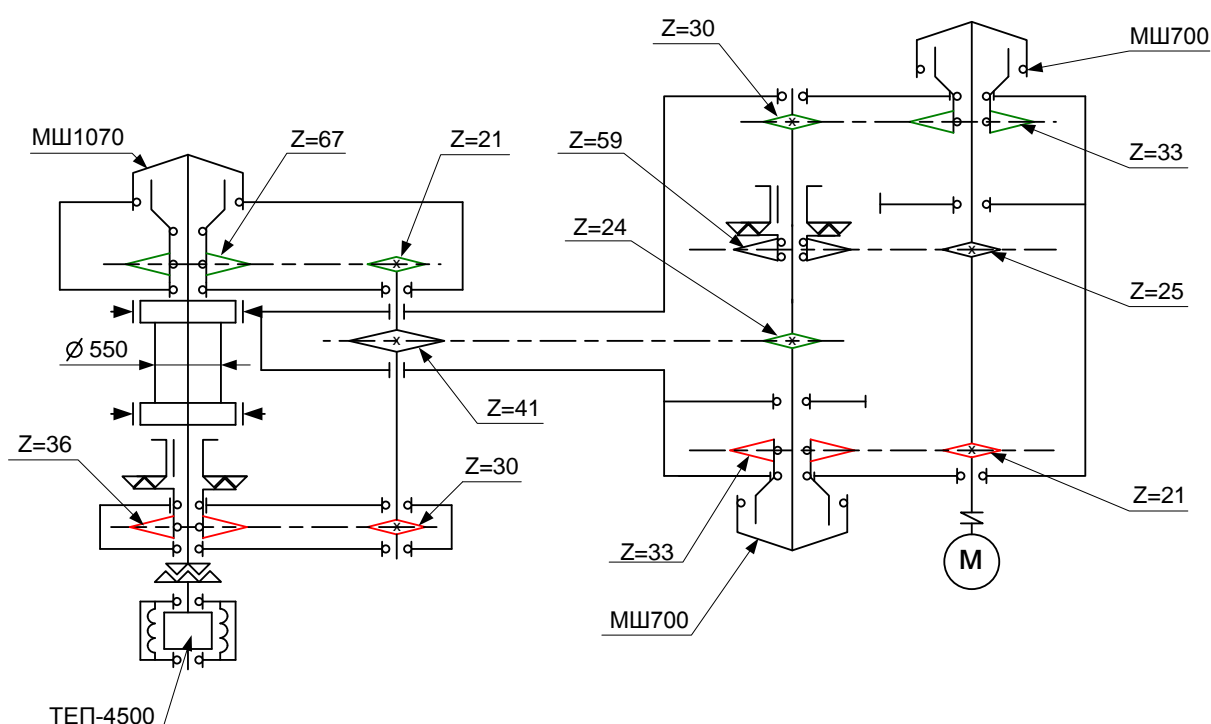 Z=30
МШ700
МШ1070
Z=67
Z=21
Z=59
Z=33
Z=24
Z=25
Ø 550
Z=41
Z=36
Z=30
Z=21
Z=33
М
МШ700
ТЕП-4500